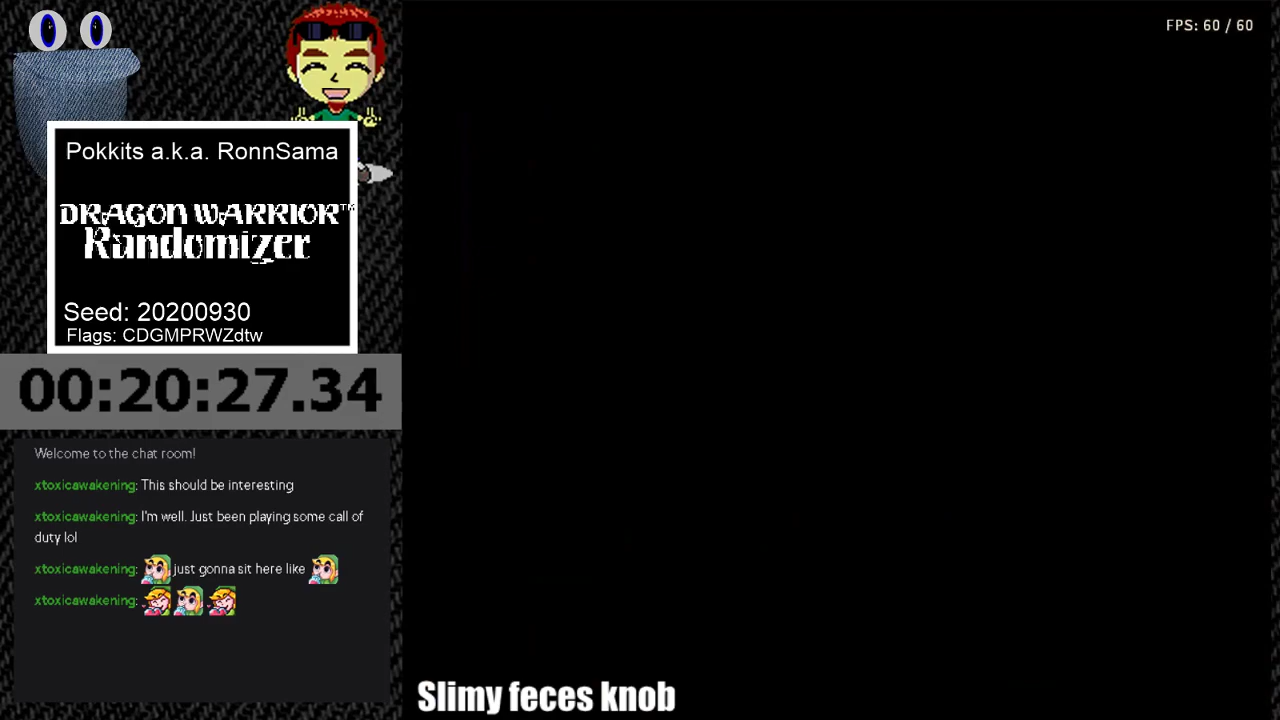 FPS: 60 / 60
Pokkits a.k.a. RonnSama
DRAGON WARRIOR™
Randomizer
Seed: 20200930
Flags: CDGMPRWZdtw
00:20:27.34
Welcome to the chat room!
xtoxicawakening: This should be interesting
xtoxicawakening: I'm well. Just been playing some call of
duty lol
xtoxicawakening: just gonna sit here like
xtoxicawakening:
Slimy feces knob